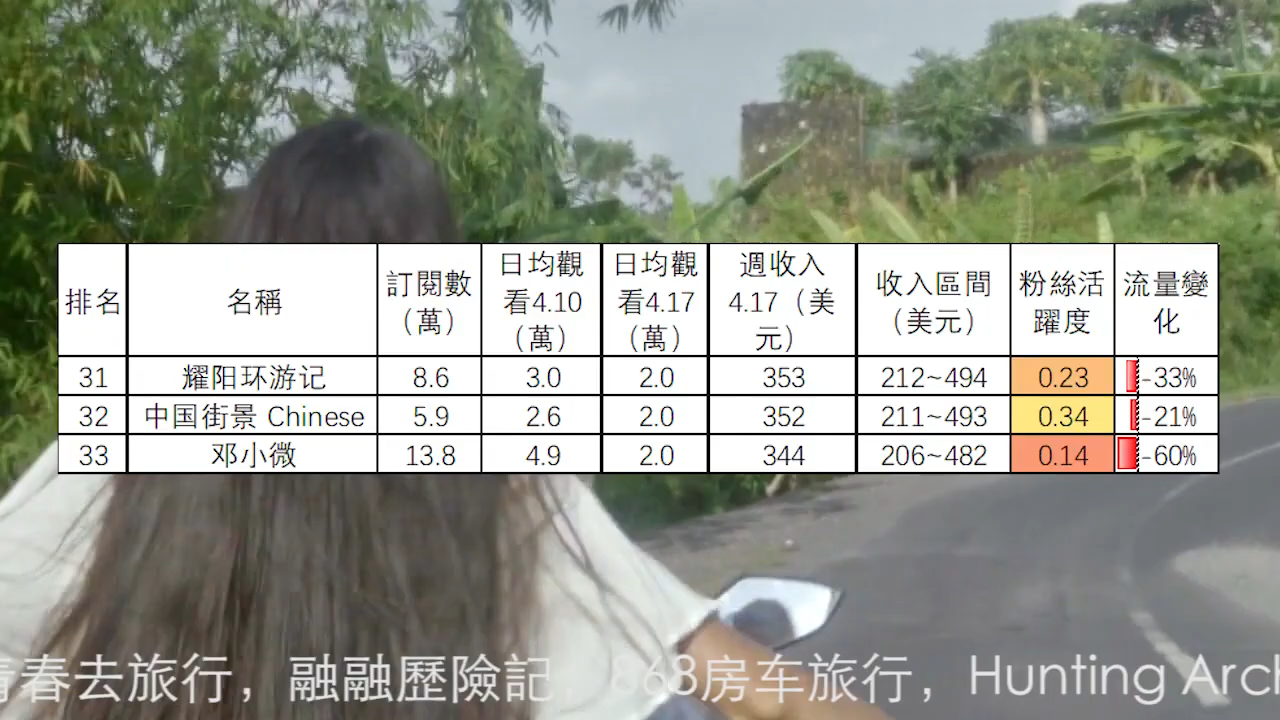 排名 名稱 訂閱數（萬） 日均觀看4.10（萬） 日均觀看4.17（萬） 週收入4.17（美元） 收入區間（美元） 粉絲活躍度 流量變化
31 耀阳环游记 8.6 3.0 2.0 353 212~494 0.23 -33%
32 中国街景 Chinese 5.9 2.6 2.0 352 211~493 0.34 -21%
33 邓小微 13.8 4.9 2.0 344 206~482 0.14 -60%
青春去旅行，融融歷險記，868房车旅行，Hunting Arch